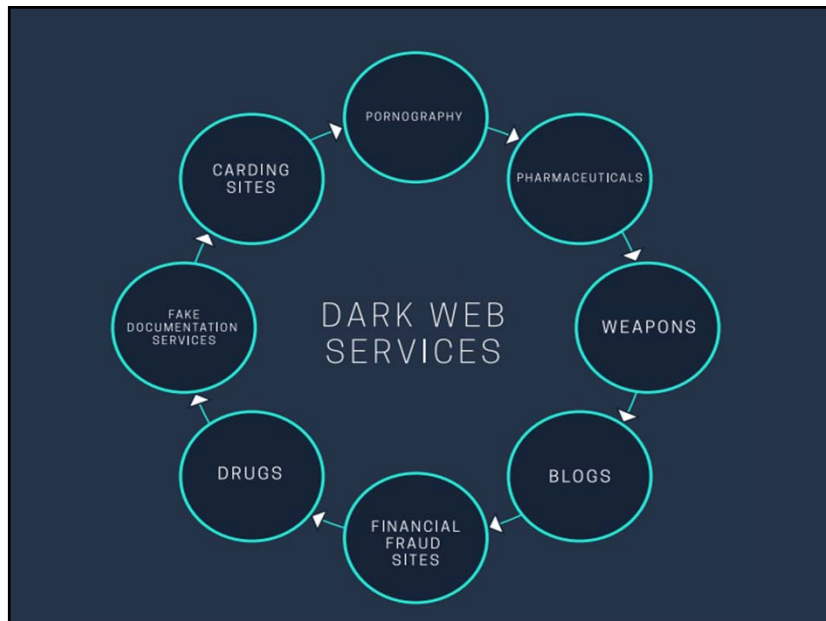 PORNOGRAPHY
PHARMACEUTICALS
WEAPONS
BLOGS
FINANCIAL
FRAUD
SITES
DRUGS
FAKE
DOCUMENTATION
SERVICES
CARDING
SITES
DARK WEB
SERVICES